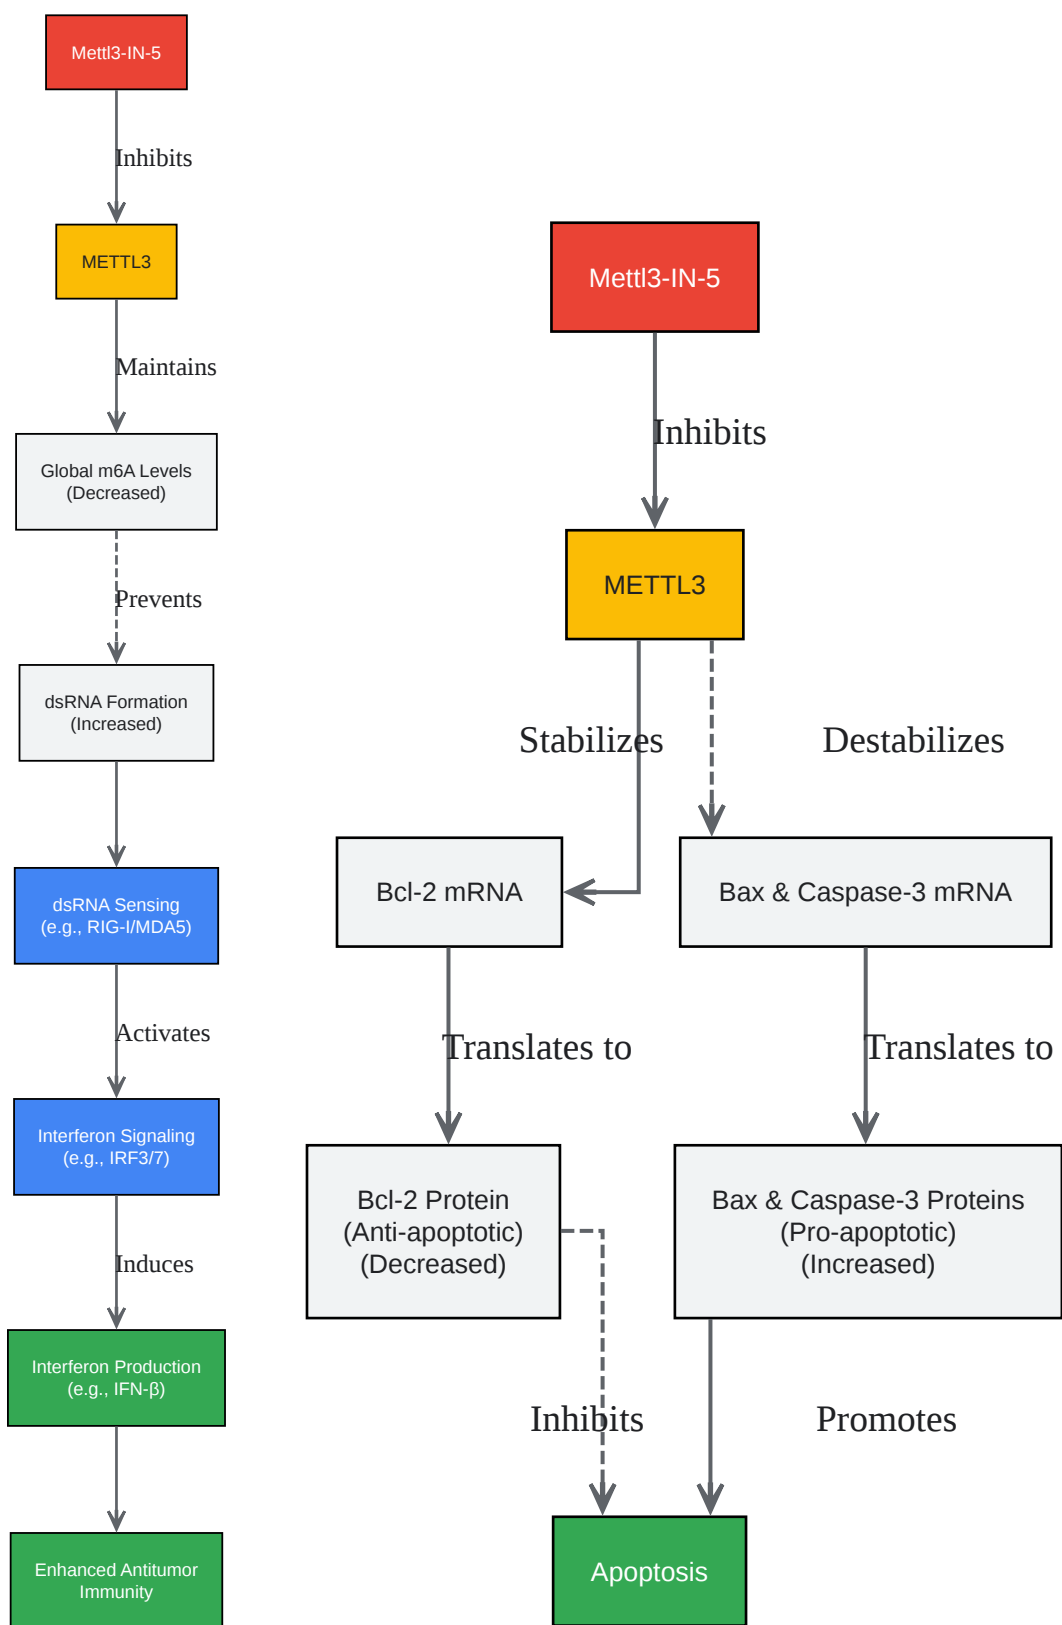 Mettl3-IN-5
Inhibits
METTL3
Maintains
Global m6A Levels
(Decreased)
Prevents
dsRNA Formation
(Increased)
dsRNA Sensing
(e.g., RIG-I/MDA5)
Activates
Interferon Signaling
(e.g., IRF3/7)
Induces
Interferon Production
(e.g., IFN-β)
Enhanced Antitumor
Immunity
Mettl3-IN-5
Inhibits
METTL3
Stabilizes
Destabilizes
Bcl-2 mRNA
Bax & Caspase-3 mRNA
Translates to
Translates to
Bcl-2 Protein
(Anti-apoptotic)
(Decreased)
Bax & Caspase-3 Proteins
(Pro-apoptotic)
(Increased)
Inhibits
Promotes
Apoptosis